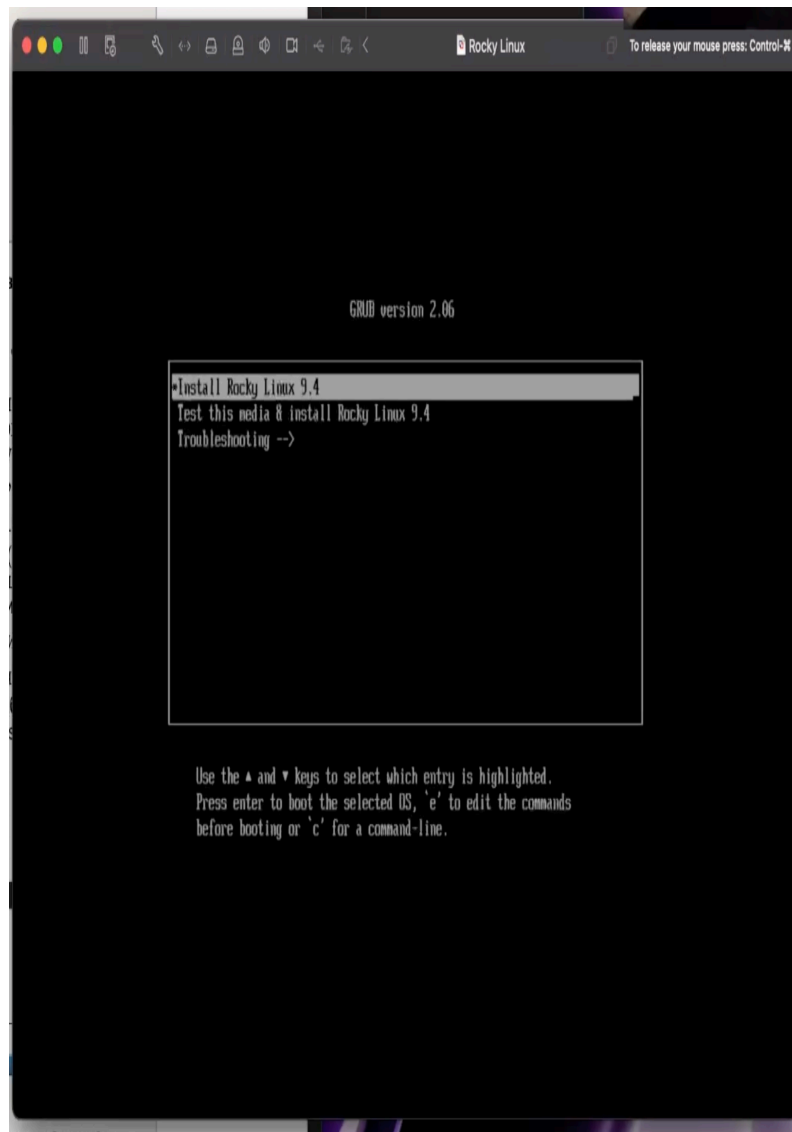 Rocky Linux
To release your mouse press: Control-⌘
GRUB version 2.06
*Install Rocky Linux 9.4
Test this media & install Rocky Linux 9.4
Troubleshooting -->
Use the ▲ and ▼ keys to select which entry is highlighted.
Press enter to boot the selected OS, `e' to edit the commands
before booting or `c' for a command-line.